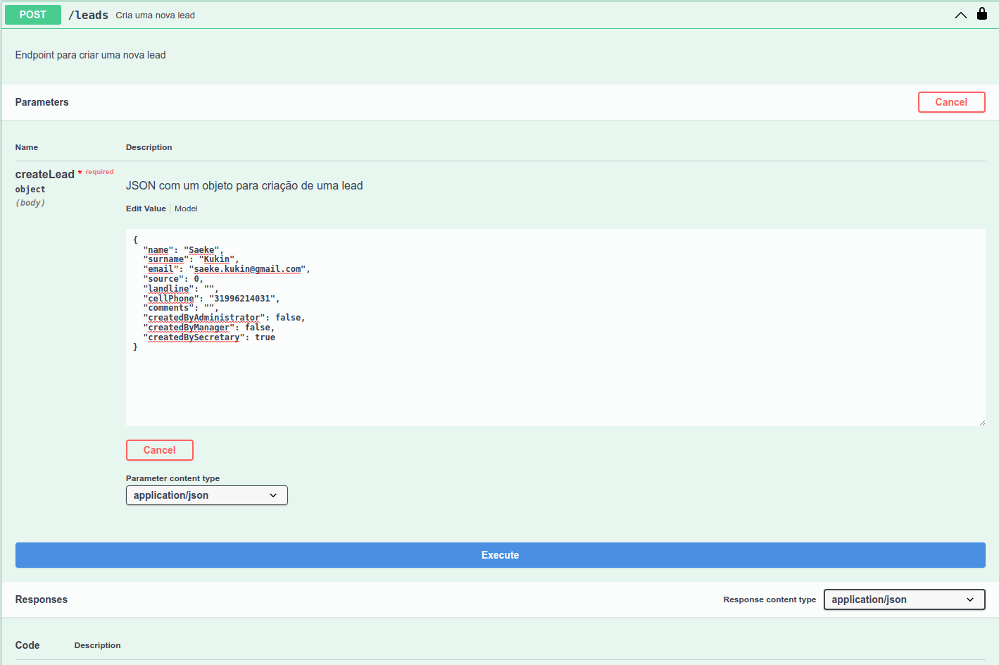 POST /leads Cria uma nova lead
Endpoint para criar uma nova lead
Parameters Cancel
Name Description
createLead * required
object
(body)
JSON com um objeto para criação de uma lead
Edit Value Model
{
  "name": "Saeke",
  "surname": "Kukin",
  "email": "saeke.kukin@gmail.com",
  "source": 0,
  "landline": "",
  "cellPhone": "31996214031",
  "comments": "",
  "createdByAdministrator": false,
  "createdByManager": false,
  "createdBySecretary": true
}
Cancel
Parameter content type
application/json
Execute
Responses Response content type application/json
Code Description